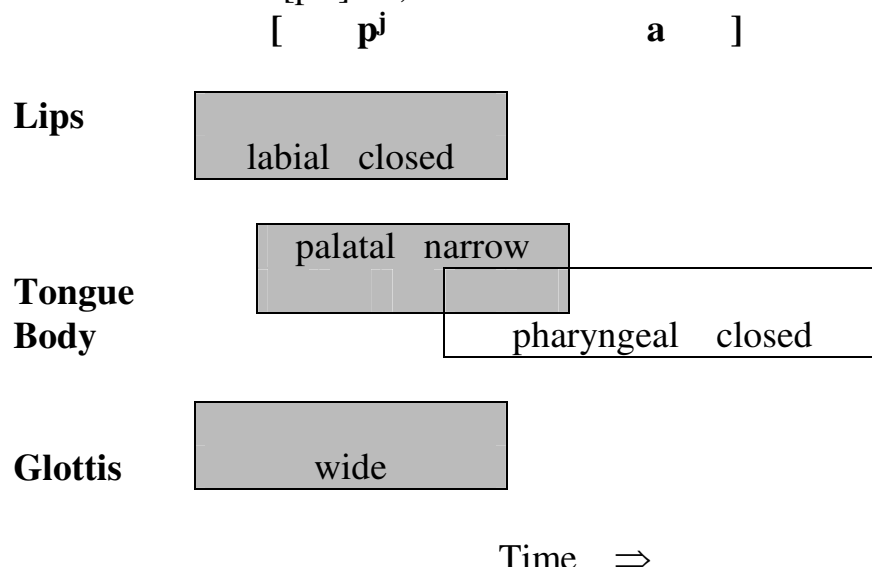 [ pʲ a ]
Lips
labial closed
palatal narrow
Tongue
Body
pharyngeal closed
Glottis
wide
Time ⇒